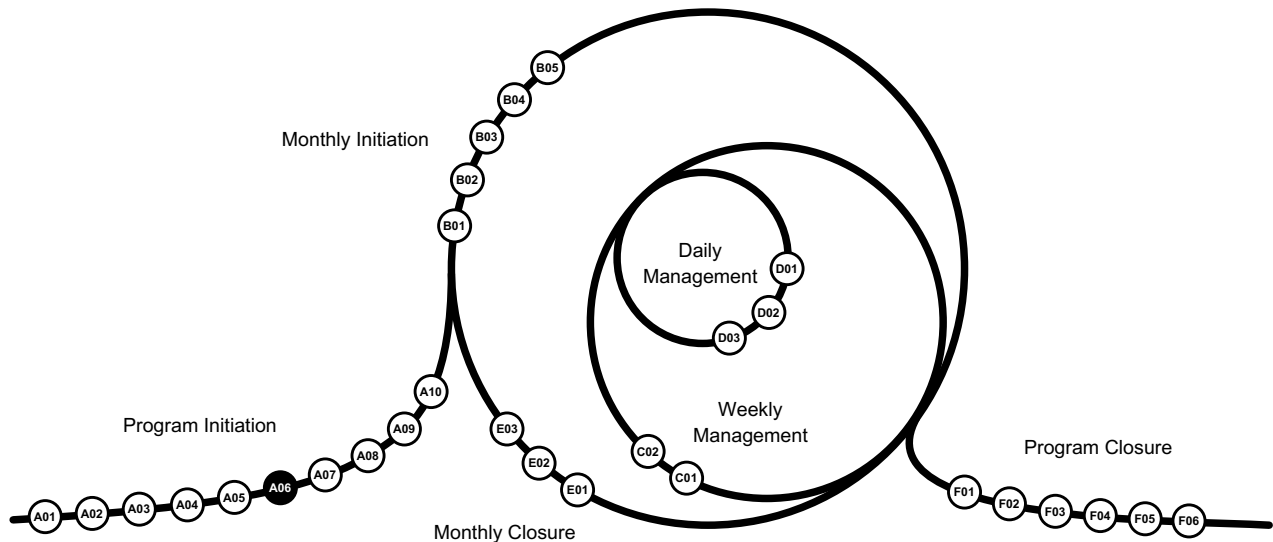 B05
B04
Monthly Initiation
B03
B02
B01
Daily
Management
D01
D02
D03
A10
Program Initiation
A09
A08
A07
A06
A05
A04
A03
A02
A01
E03
E02
E01
Monthly Closure
Weekly
Management
C02
C01
Program Closure
F01
F02
F03
F04
F05
F06